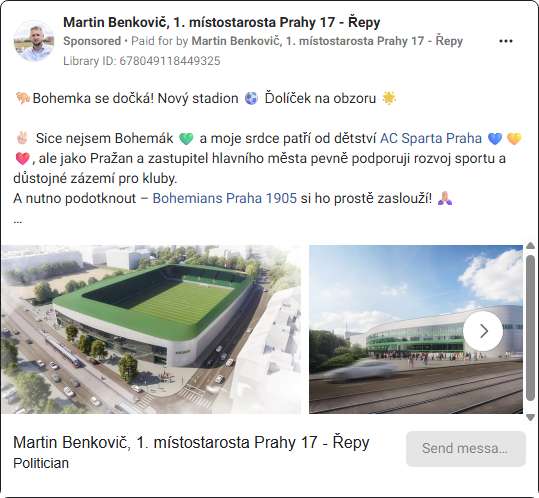 Martin Benkovič, 1. místostarosta Prahy 17 - Řepy
Sponsored • Paid for by Martin Benkovič, 1. místostarosta Prahy 17 - Řepy
Library ID: 678049118449325
🦘Bohemka se dočká! Nový stadion ⚽ Ďolíček na obzoru ☀️
✌🏻 Sice nejsem Bohemák 💚 a moje srdce patří od dětství AC Sparta Praha 💙 💛
❤️, ale jako Pražan a zastupitel hlavního města pevně podporuji rozvoj sportu a
důstojné zázemí pro kluby.
A nutno podotknout – Bohemians Praha 1905 si ho prostě zaslouží! 🙏🏼
...
Martin Benkovič, 1. místostarosta Prahy 17 - Řepy
Politician
Send messa...